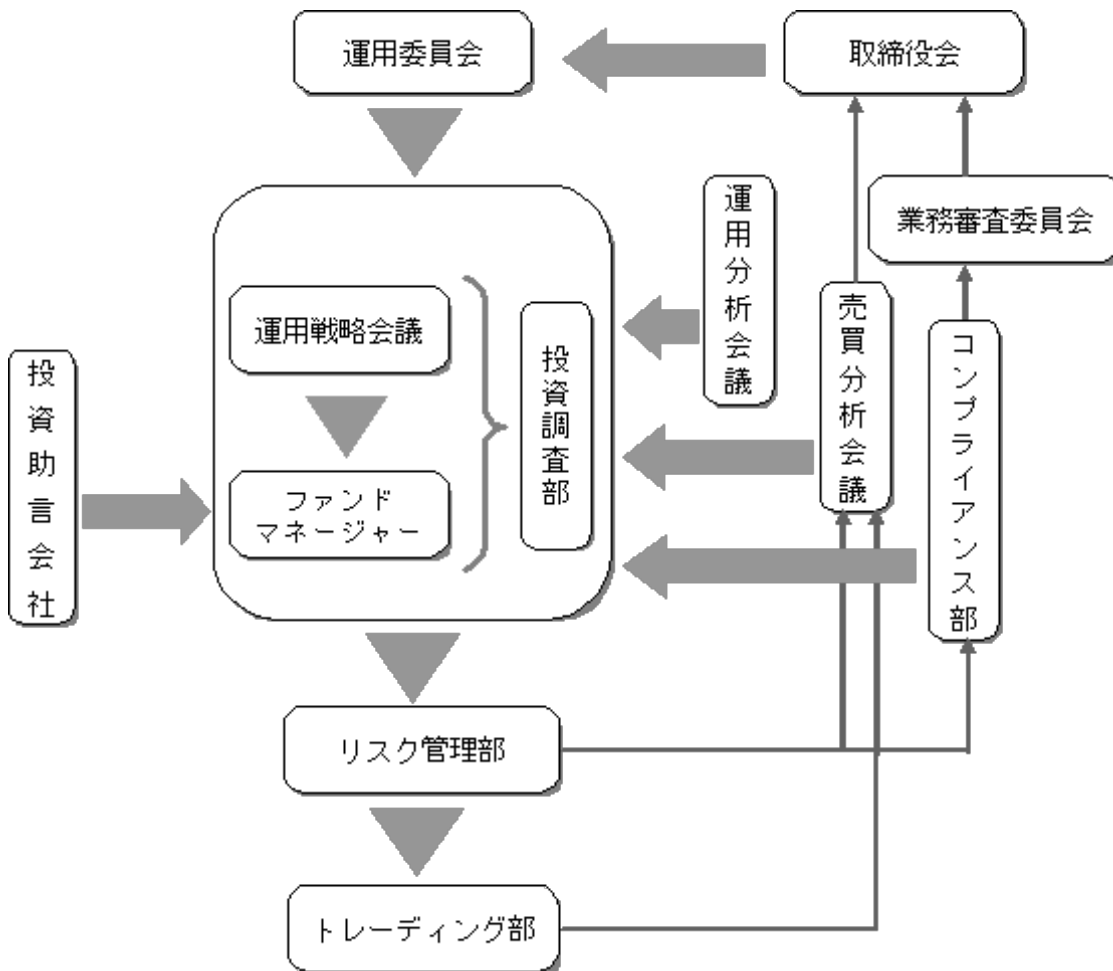 運用委員会
取締役会
運用分析会議
業務審査委員会
運用戦略会議
投資調査部
売買分析会議
コンプライアンス部
投資助言会社
ファンド
マネージャー
リスク管理部
トレーディング部